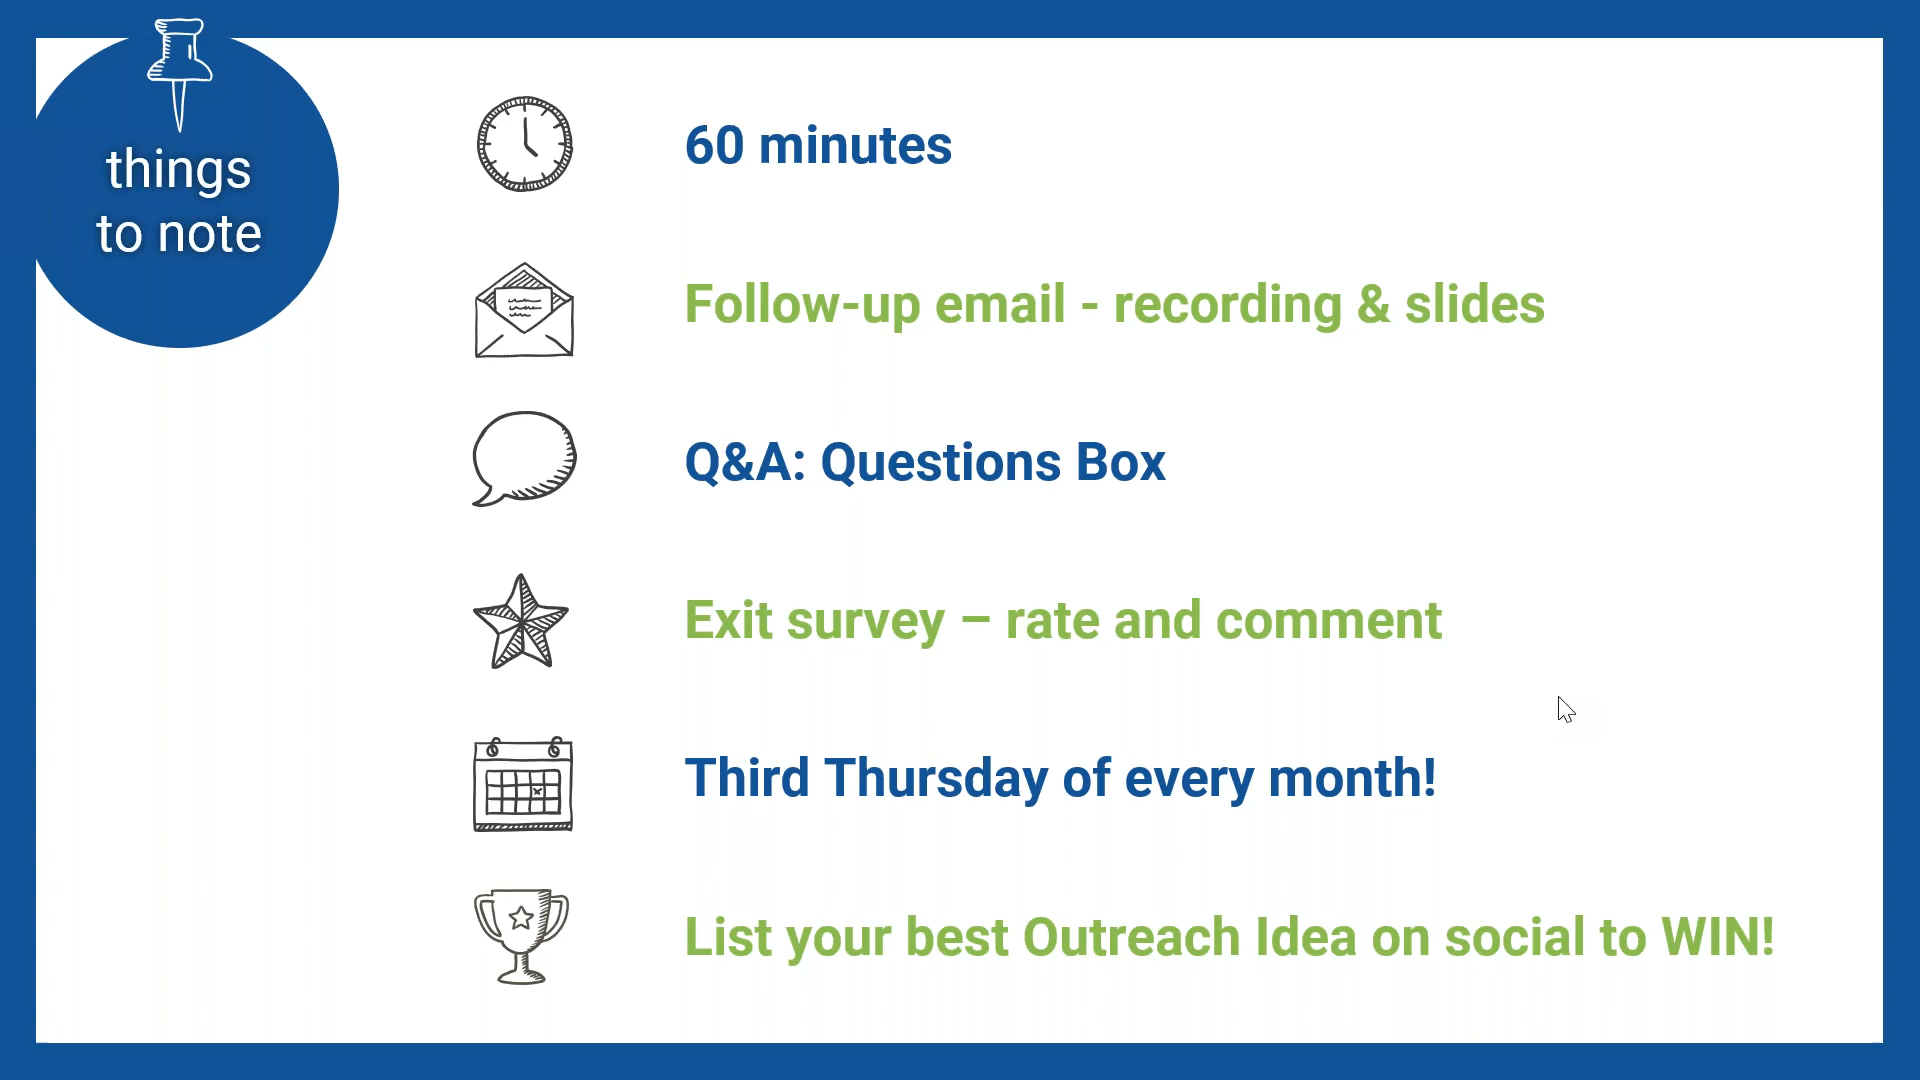 things
to note
60 minutes
Follow-up email - recording & slides
Q&A: Questions Box
Exit survey – rate and comment
Third Thursday of every month!
List your best Outreach Idea on social to WIN!